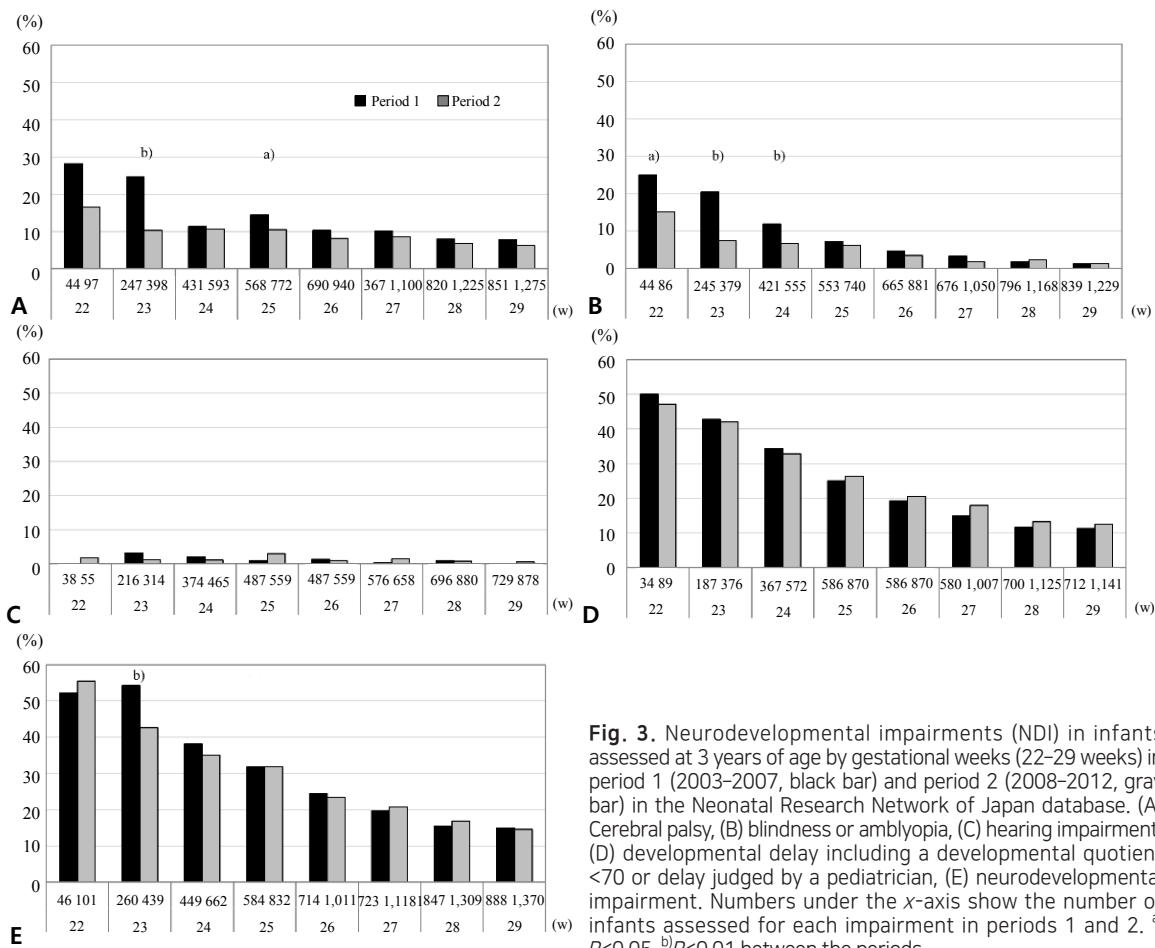 (%)
60
50
40
30
20
10
0
Period 1 Period 2
b)
a)
44 97 247 398 431 593 568 772 690 940 367 1,100 820 1,225 851 1,275
22 23 24 25 26 27 28 29 (w)
A
(%)
60
50
40
30
20
10
0
a)
b)
b)
44 86 245 379 421 555 553 740 665 881 676 1,050 796 1,168 839 1,229
22 23 24 25 26 27 28 29 (w)
B
(%)
60
50
40
30
20
10
0
38 55 216 314 374 465 487 559 487 559 576 658 696 880 729 878
22 23 24 25 26 27 28 29 (w)
C
60
50
40
30
20
10
0
34 89 187 376 367 572 586 870 586 870 580 1,007 700 1,125 712 1,141
22 23 24 25 26 27 28 29 (w)
D
(%)
60
50
40
30
20
10
0
b)
46 101 260 439 449 662 584 832 714 1,011 723 1,118 847 1,309 888 1,370
22 23 24 25 26 27 28 29 (w)
E
Fig. 3. Neurodevelopmental impairments (NDI) in infants
assessed at 3 years of age by gestational weeks (22–29 weeks) in
period 1 (2003–2007, black bar) and period 2 (2008–2012, gray
bar) in the Neonatal Research Network of Japan database. (A)
Cerebral palsy, (B) blindness or amblyopia, (C) hearing impairment,
(D) developmental delay including a developmental quotient
<70 or delay judged by a pediatrician, (E) neurodevelopmental
impairment. Numbers under the x-axis show the number of
infants assessed for each impairment in periods 1 and 2. a)
P<0.05, b)P<0.01 between the periods.